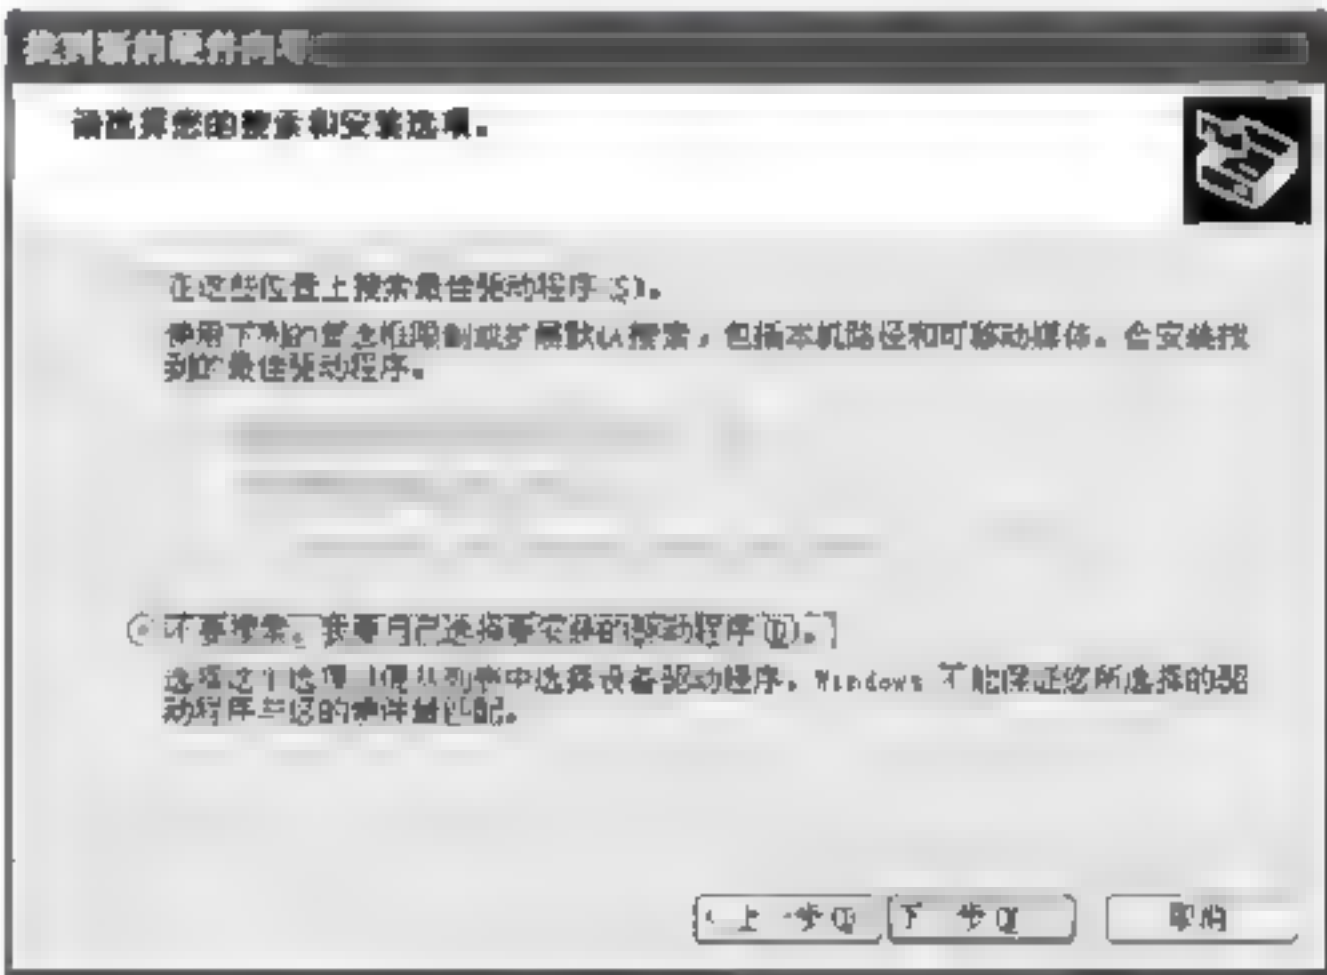 找到新的硬件向导
请选择您的搜索和安装选项。
在这些位置上搜索最佳驱动程序(S)。
使用下列的复选框限制或扩展默认搜索，包括本机路径和可移动媒体。会安装找
到的最佳驱动程序。
不要搜索。我要自己选择要安装的驱动程序(D)。
选择这个选项以便从列表中选择设备驱动程序。Windows 不能保证您所选择的驱
动程序与您的硬件最匹配。
上一步(B)
下一步(N)
取消